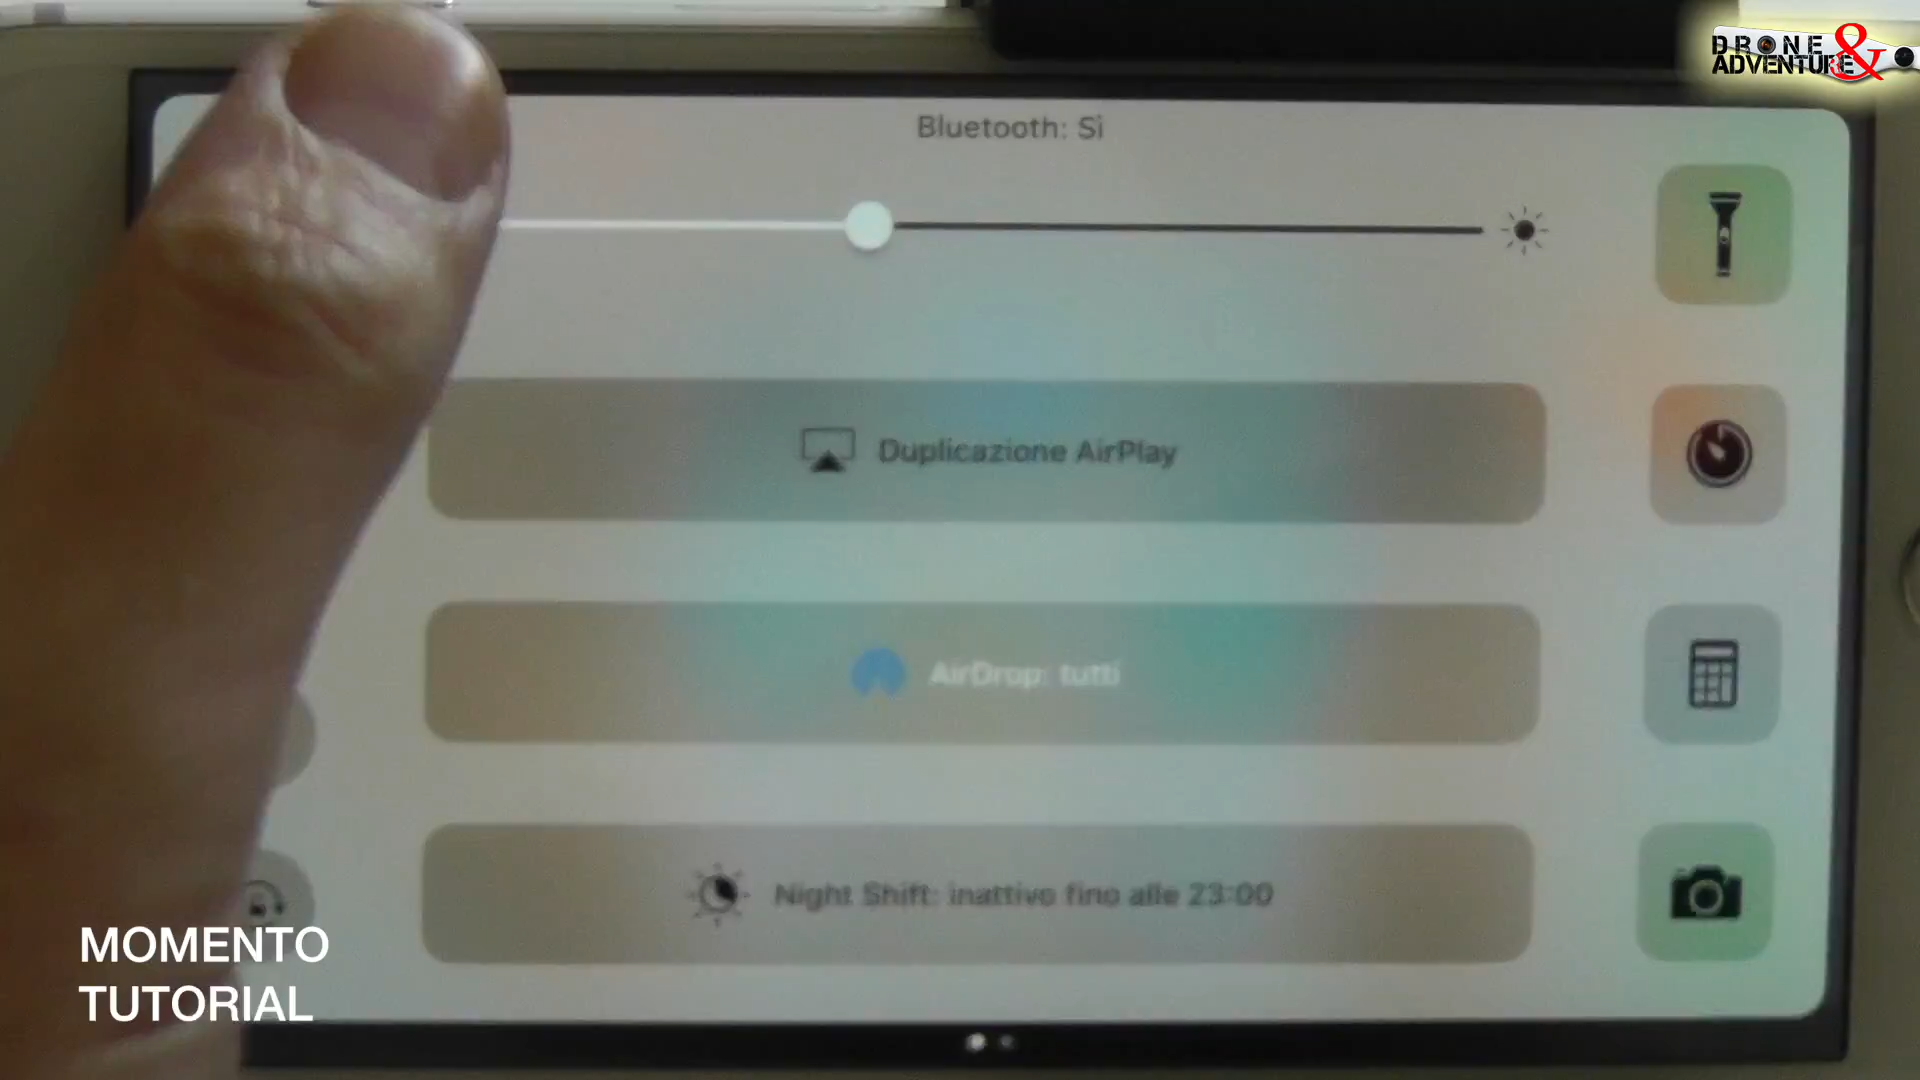 DRONE &
ADVENTURE
Bluetooth: Sì
Duplicazione AirPlay
AirDrop: tutti
Night Shift: inattivo fino alle 23:00
MOMENTO
TUTORIAL